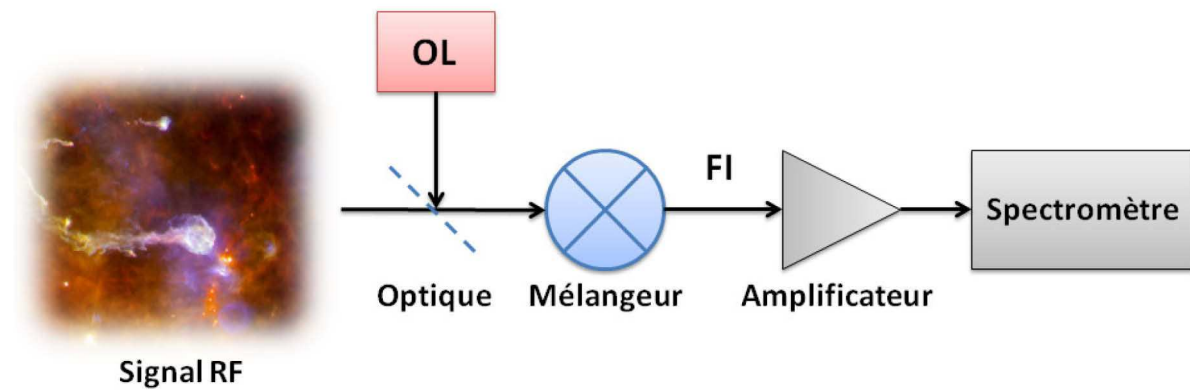 OL
FI
Spectromètre
Optique
Mélangeur
Amplificateur
Signal RF